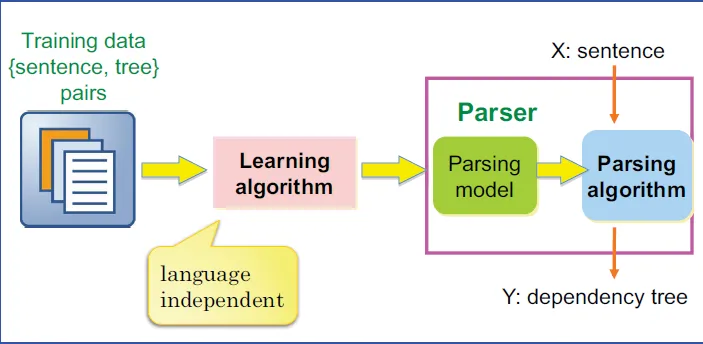 Training data
{sentence, tree}
pairs
Learning
algorithm
language
independent
X: sentence
Parser
Parsing
model
Parsing
algorithm
Y: dependency tree